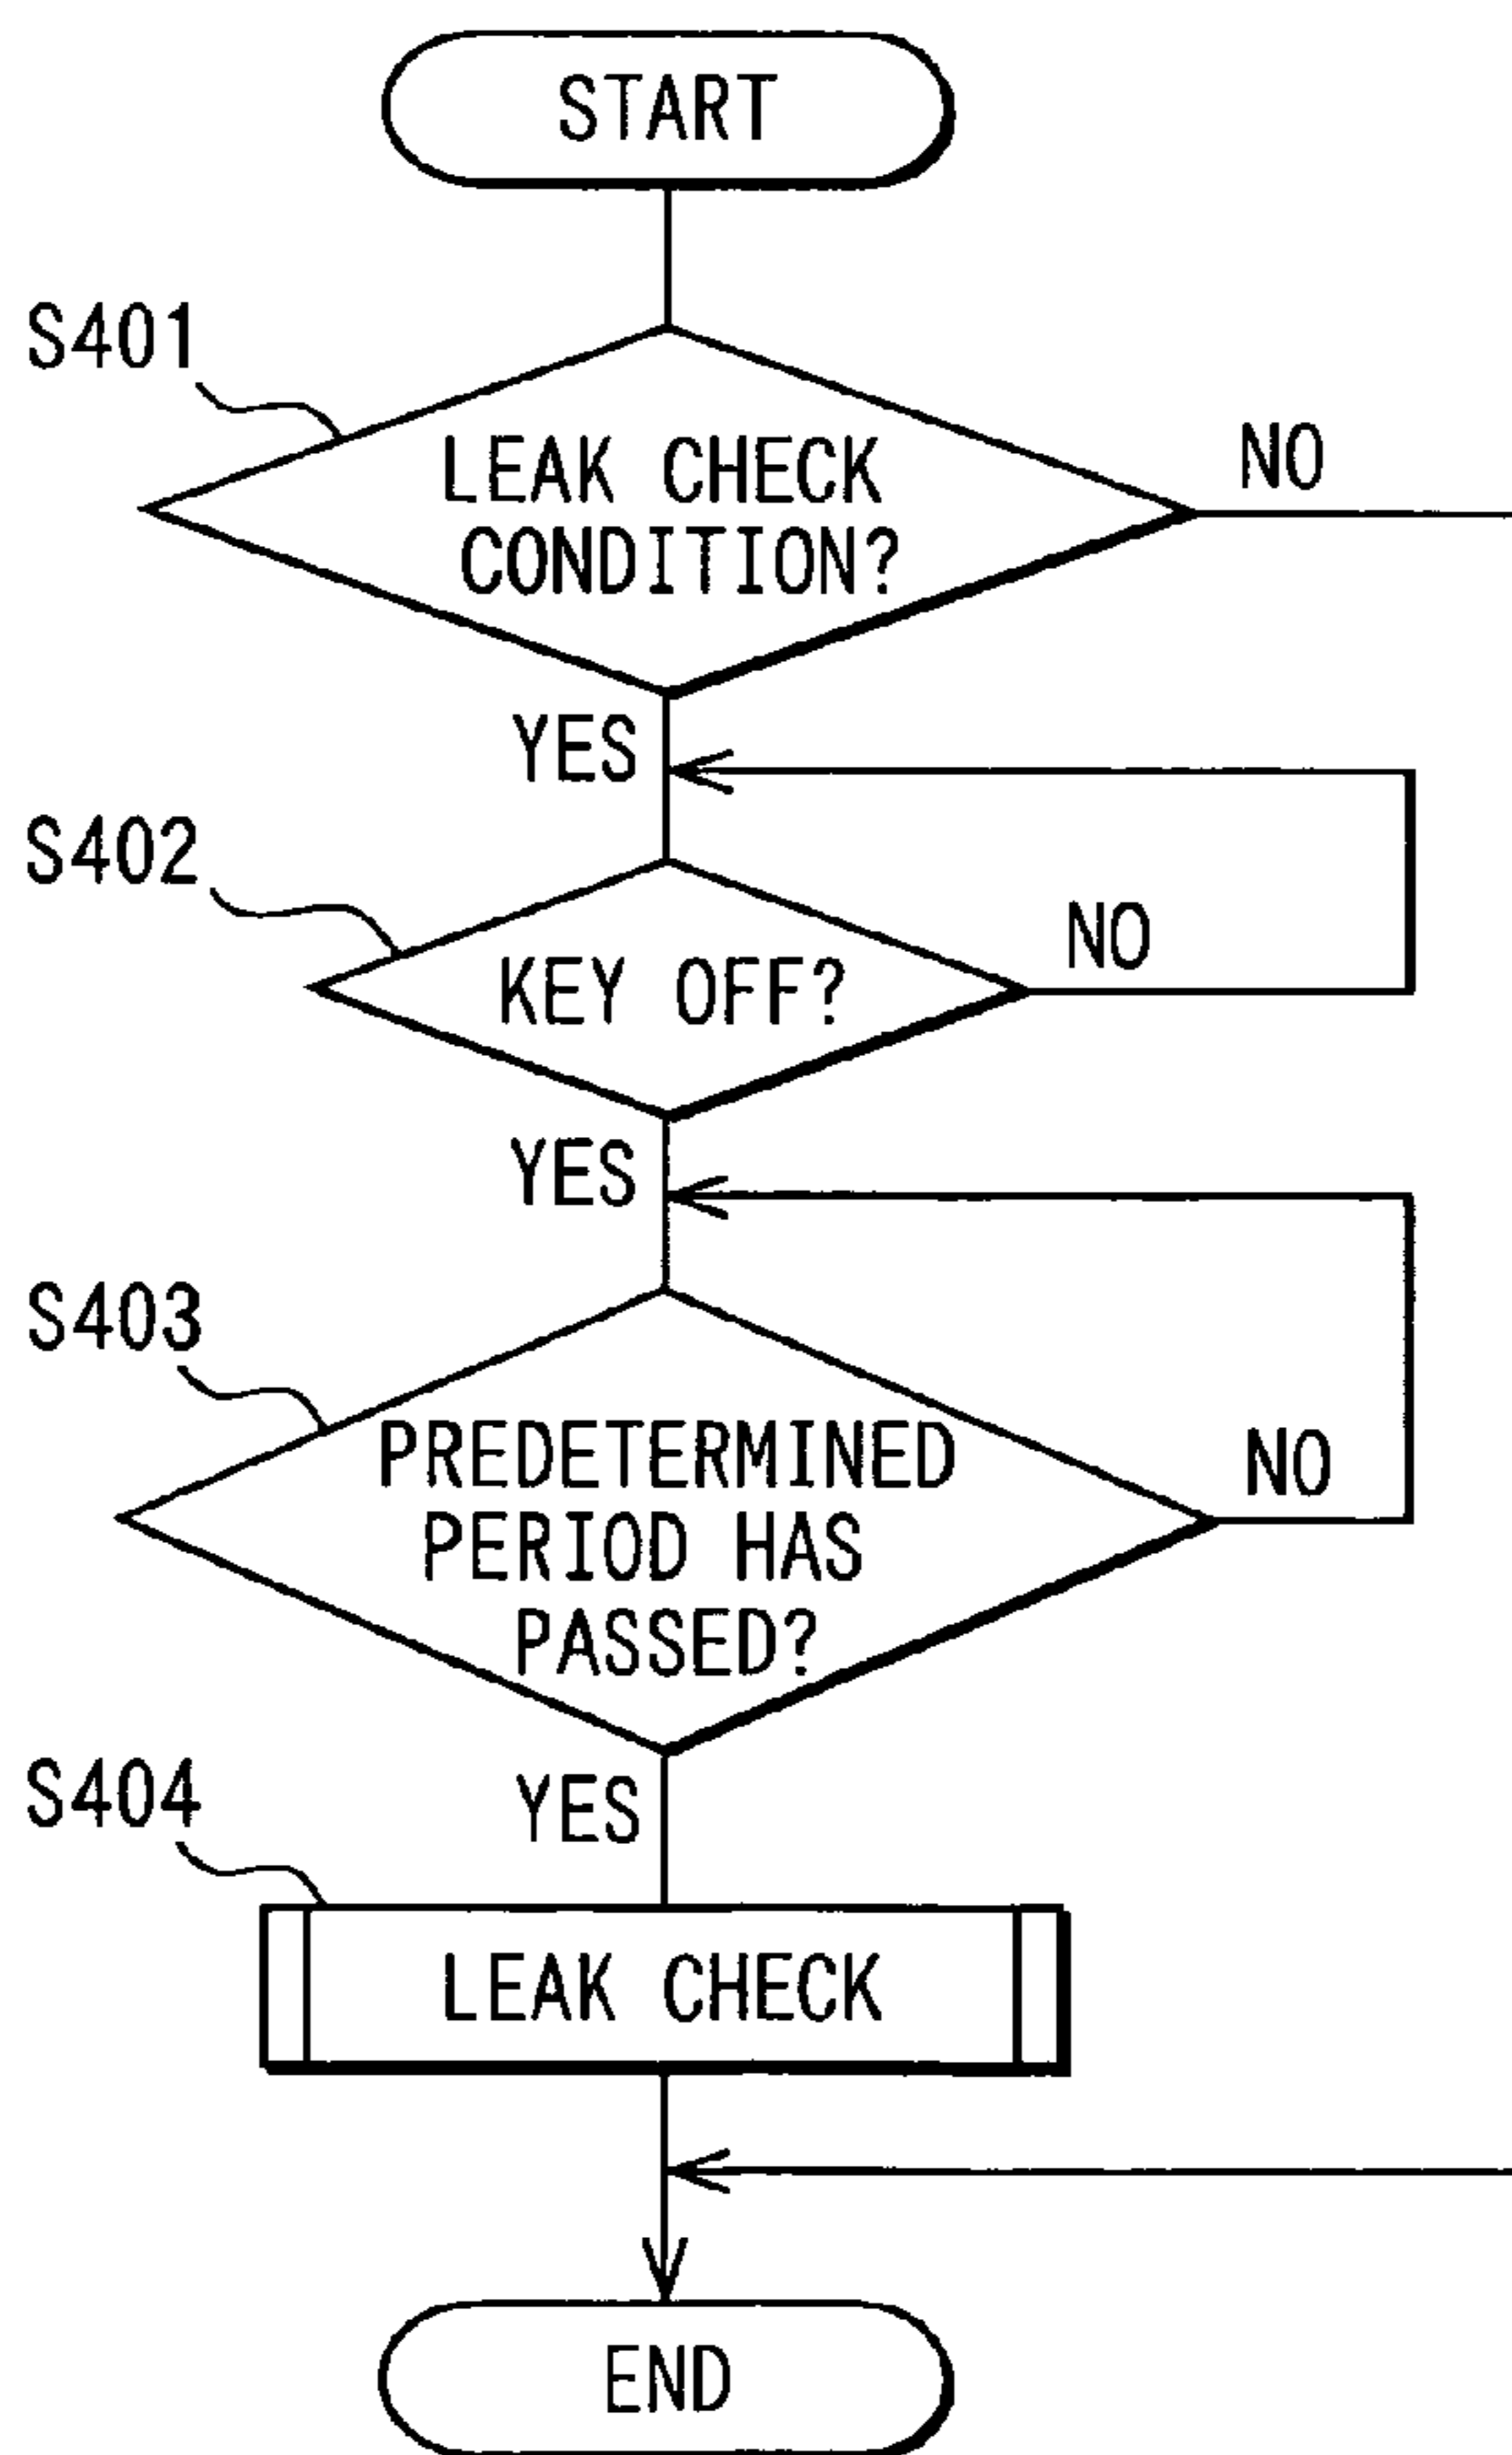 START
S401
LEAK CHECK
CONDITION?
NO
YES
S402
KEY OFF?
NO
YES
S403
PREDETERMINED
PERIOD HAS
PASSED?
NO
YES
S404
LEAK CHECK
END